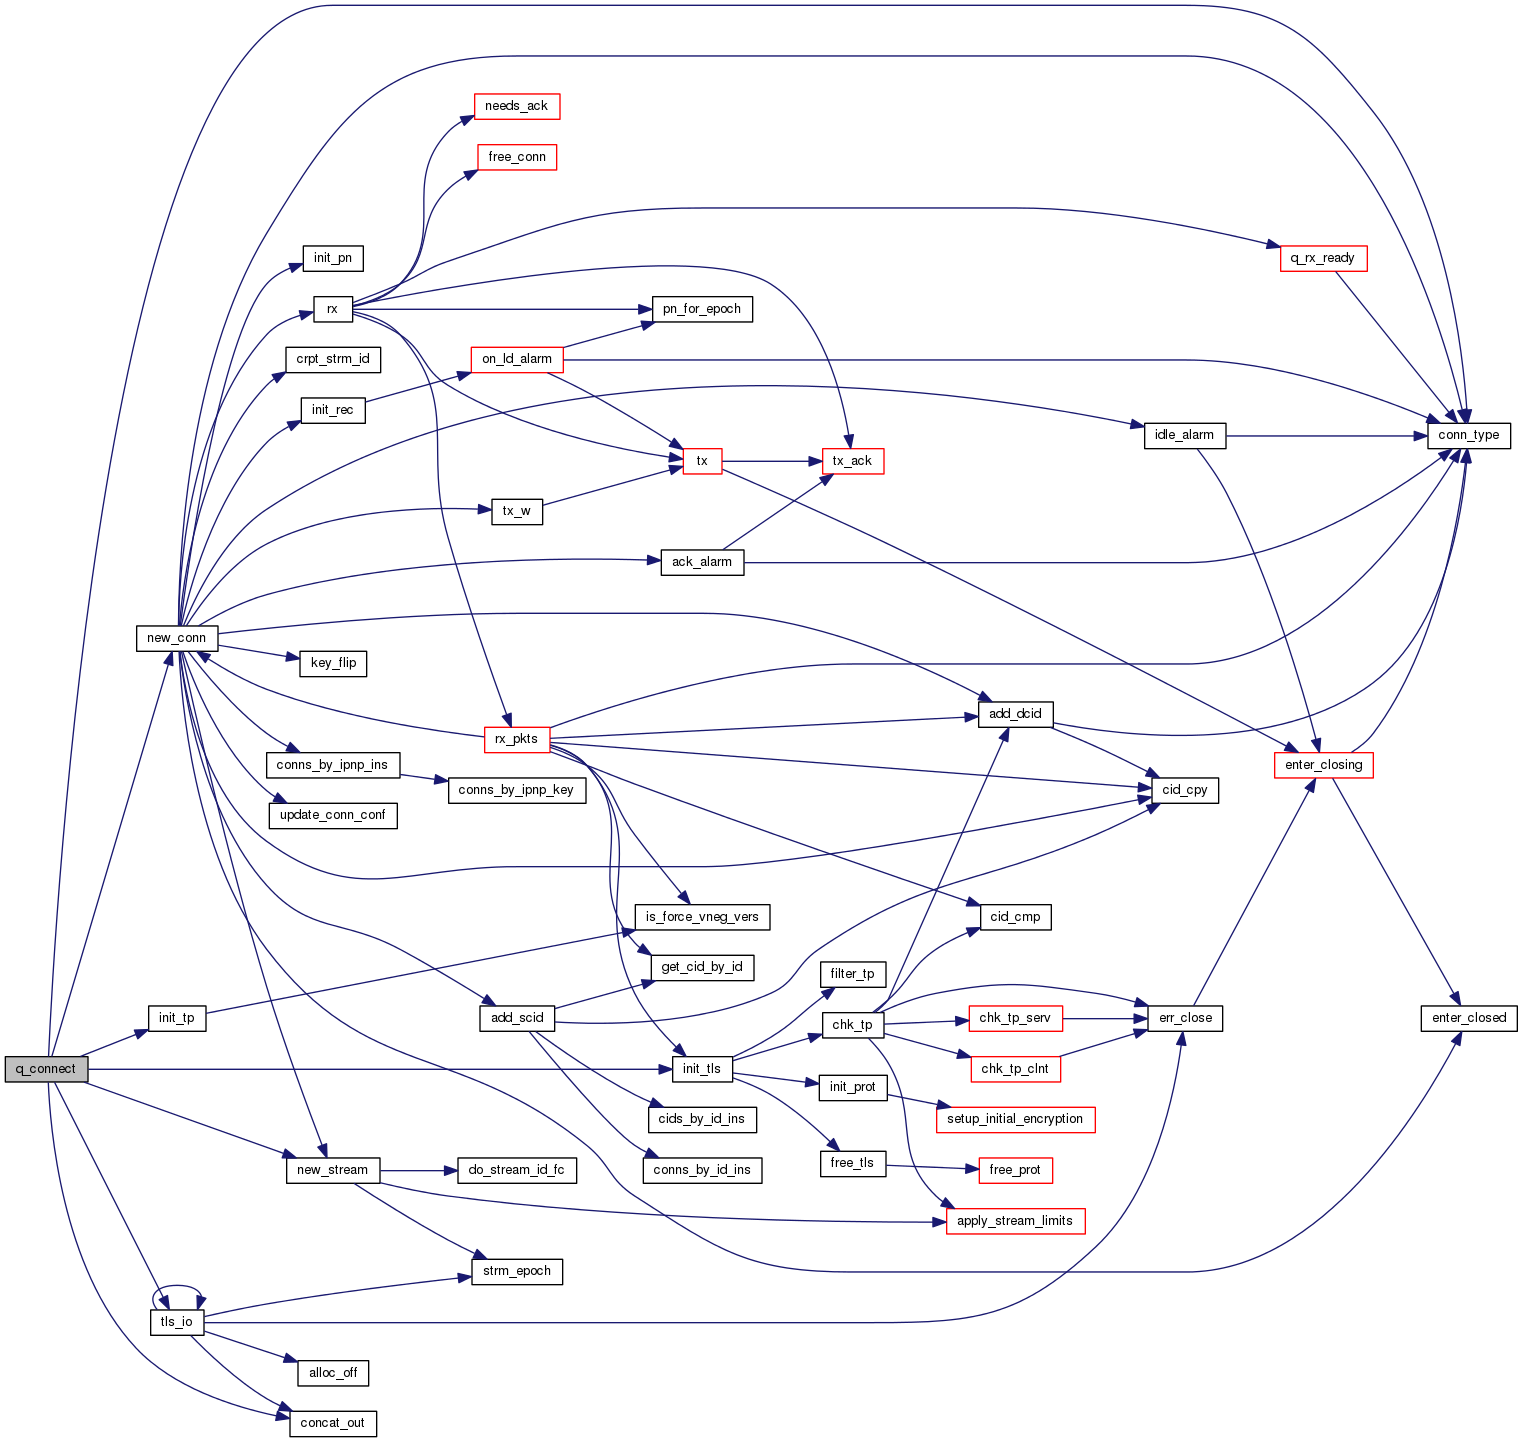 needs_ack
free_conn
q_rx_ready
init_pn
rx
pn_for_epoch
crpt_strm_id
on_ld_alarm
init_rec
idle_alarm
conn_type
tx
tx_ack
tx_w
ack_alarm
new_conn
key_flip
add_dcid
rx_pkts
conns_by_ipnp_ins
enter_closing
conns_by_ipnp_key
cid_cpy
update_conn_conf
is_force_vneg_vers
cid_cmp
get_cid_by_id
filter_tp
init_tp
add_scid
chk_tp
chk_tp_serv
err_close
enter_closed
q_connect
init_tls
chk_tp_clnt
init_prot
cids_by_id_ins
setup_initial_encryption
new_stream
do_stream_id_fc
conns_by_id_ins
free_tls
free_prot
apply_stream_limits
strm_epoch
tls_io
alloc_off
concat_out